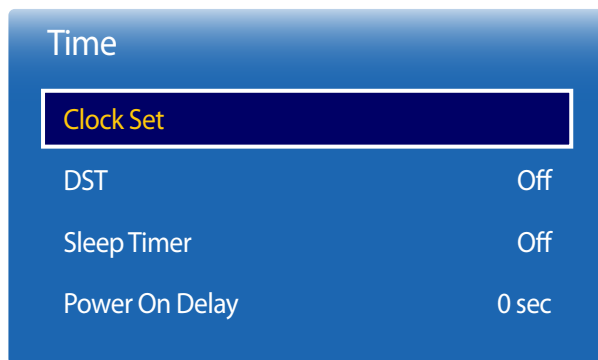 Time
Clock Set
DST Off
Sleep Timer Off
Power On Delay 0 sec